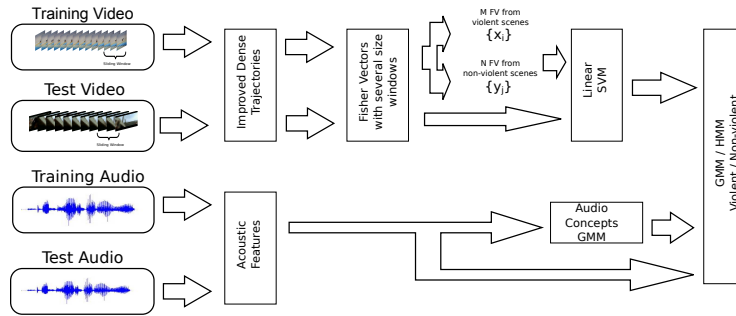 Training Video
Sliding Window
Test Video
Sliding Window
Training Audio
Test Audio
Improved Dense
Trajectories
Acoustic
Features
Fisher Vectors
with several size
windows
M FV from
violent scenes
{x_i}
N FV from
non-violent scenes
{y_j}
Linear
SVM
Audio
Concepts
GMM
GMM / HMM
Violent / Non-violent